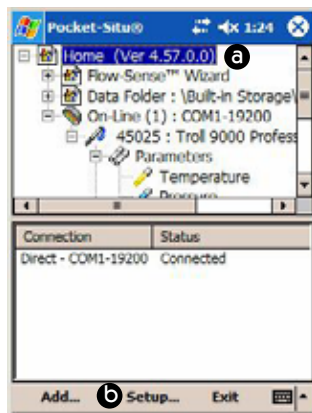 Pocket-Situ® 1:24
Home (Ver 4.57.0.0) a
Flow-Sense™ Wizard
Data Folder : \Built-in Storage\
On-Line (1) : COM1-19200
45025 : Troll 9000 Profess
Parameters
Temperature
Pressure
Connection Status
Direct - COM1-19200 Connected
Add... b Setup... Exit